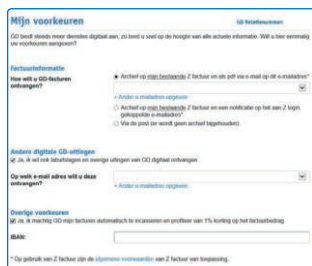 Mijn voorkeuren
GD Relatienummer
GD biedt steeds meer diensten digitaal aan, zo bent u snel op de hoogte van alle actuele informatie. Wilt u hier eenmalig
uw voorkeuren aangeven?
Factuurinformatie
Hoe wilt u GD-facturen
ontvangen?
Archief op mijn bestaande Z factuur en als pdf via e-mail op dit e-mailadres*
+ Ander e-mailadres opgeven
Archief op mijn bestaande Z factuur en een notificatie op het aan Z login
gekoppelde e-mailadres*
Via de post (er wordt geen archief bijgehouden)
Andere digitale GD-uitingen
Ja, ik wil ook uitslagen en overige uitingen van GD digitaal ontvangen
Op welk e-mail adres wilt u deze
ontvangen?
+ Ander e-mailadres opgeven
Overige voorkeuren
Ja, ik machtig GD mijn facturen automatisch te incasseren en profiteer van 1% korting op het factuurbedrag
IBAN:
* Op gebruik van Z factuur zijn de algemene voorwaarden van Z factuur van toepassing.